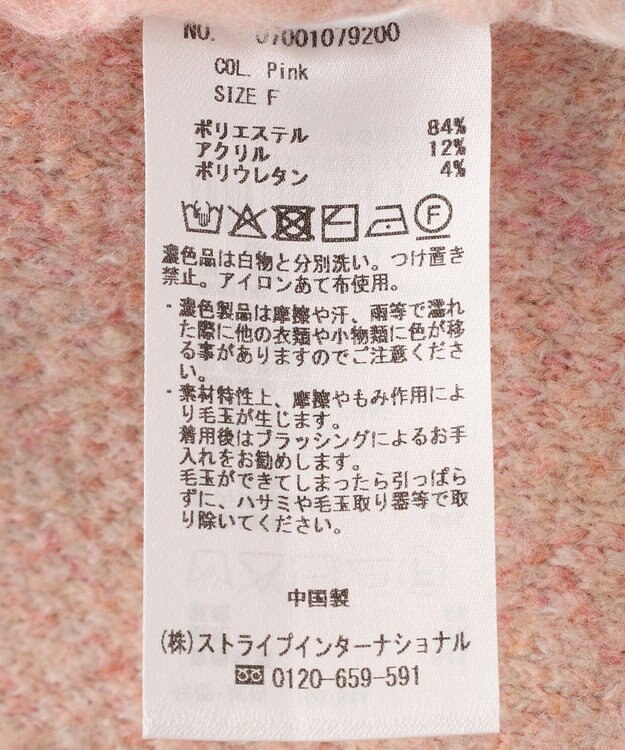 NO. 07001079200
COL. Pink
SIZE F
ポリエステル 84%
アクリル 12%
ポリウレタン 4%
F
濃色品は白物と分別洗い。つけ置き
禁止。アイロンあて布使用。
・濃色製品は摩擦や汗、雨等で濡れ
た際に他の衣類や小物類に色が移
る事がありますのでご注意くださ
い。
・素材特性上、摩擦やもみ作用によ
り毛玉が生じます。
着用後はブラッシングによるお手
入れをお勧めします。
毛玉ができてしまったら引っぱら
ずに、ハサミや毛玉取り器等で取
り除いてください。
中国製
(株)ストライプインターナショナル
0120-659-591